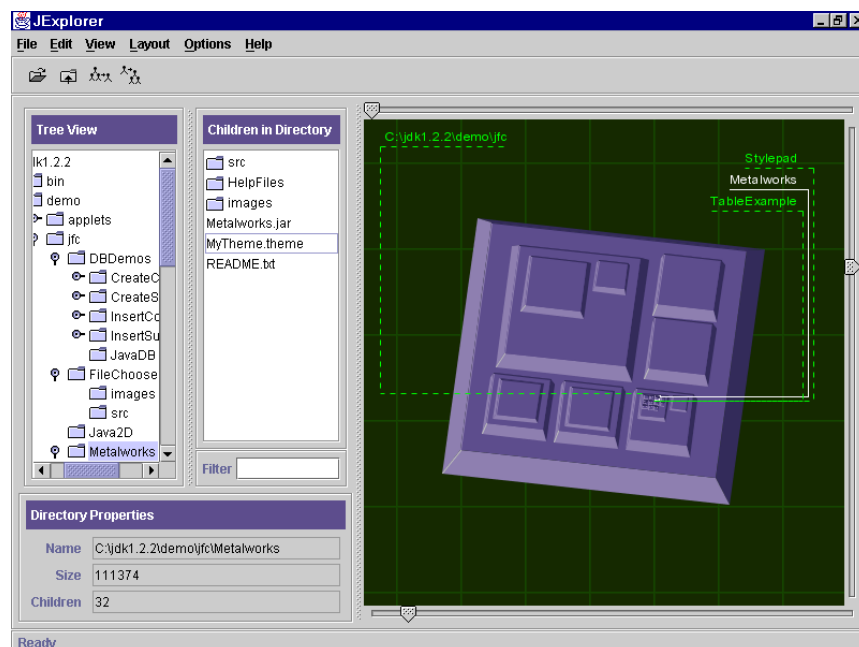 JExplorer
File Edit View Layout Options Help
Tree View
lk1.2.2
bin
demo
applets
jfc
DBDemos
CreateC
CreateS
InsertCo
InsertSu
JavaDB
FileChoose
images
src
Java2D
Metalworks
Children in Directory
src
HelpFiles
images
Metalworks.jar
MyTheme.theme
README.txt
Filter
C:\jdk1.2.2\demo\jfc
Stylepad
Metalworks
TableExample
Directory Properties
Name C:\jdk1.2.2\demo\jfc\Metalworks
Size 111374
Children 32
Ready